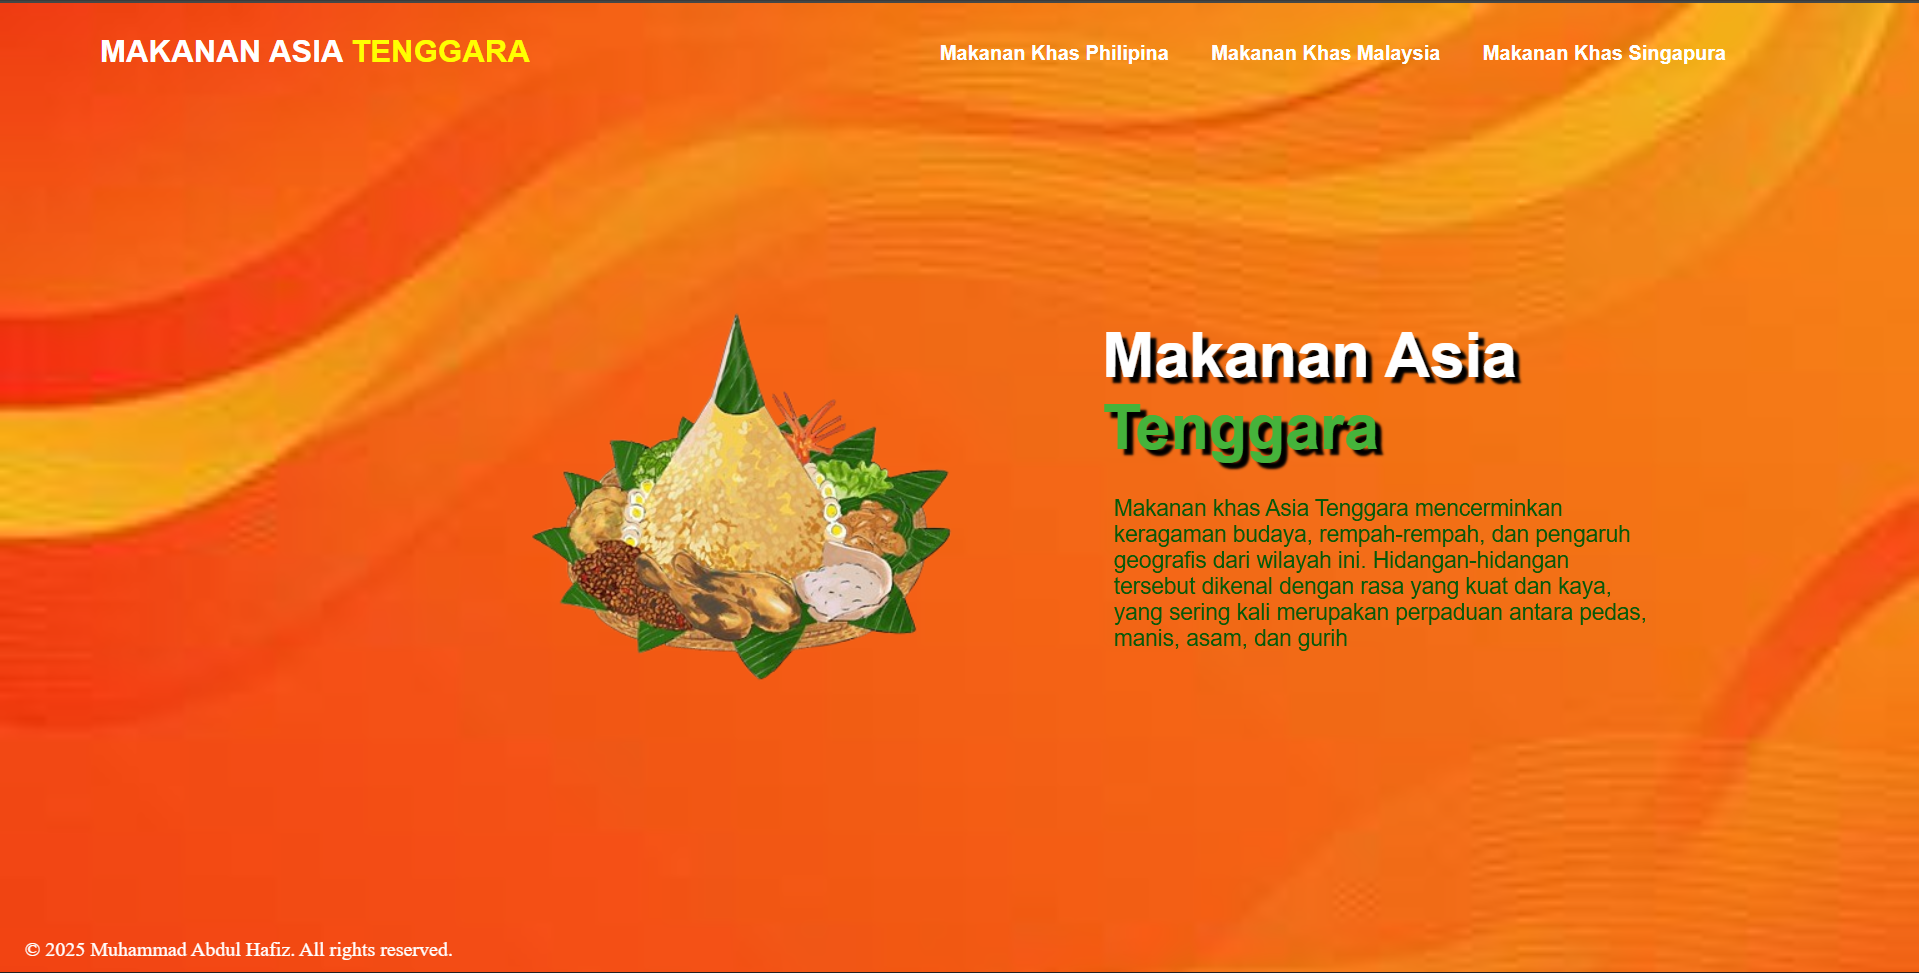 MAKANAN ASIA TENGGARA
Makanan Khas Philipina
Makanan Khas Malaysia
Makanan Khas Singapura
Makanan Asia
Tenggara
Makanan khas Asia Tenggara mencerminkan
keragaman budaya, rempah-rempah, dan pengaruh
geografis dari wilayah ini. Hidangan-hidangan
tersebut dikenal dengan rasa yang kuat dan kaya,
yang sering kali merupakan perpaduan antara pedas,
manis, asam, dan gurih
© 2025 Muhammad Abdul Hafiz. All rights reserved.